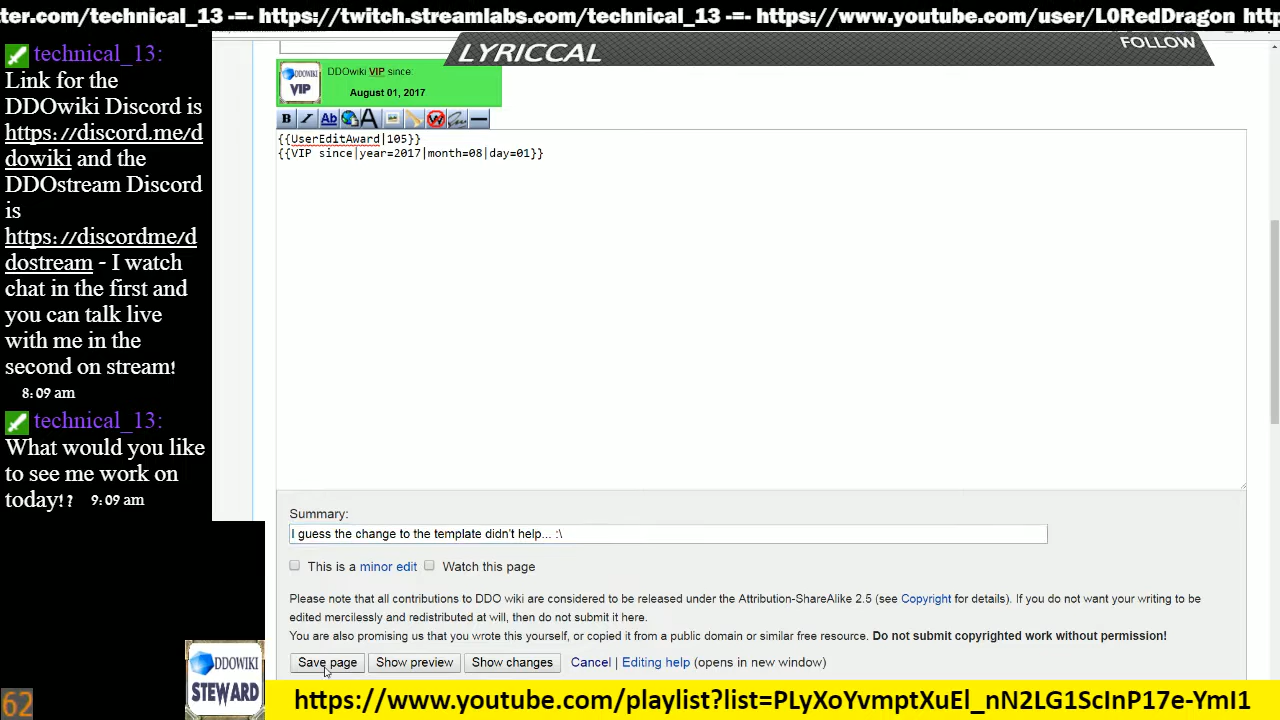 tter.com/technical_13 -=- https://twitch.streamlabs.com/technical_13 -=- https://www.youtube.com/user/L0RedDragon http
LYRICCAL
FOLLOW
technical_13:
Link for the
DDOwiki Discord is
https://discord.me/d
dowiki and the
DDOstream Discord
is
https://discordme/d
dostream - I watch
chat in the first and
you can talk live
with me in the
second on stream!
8:09 am
technical_13:
What would you like
to see me work on
today!? 9:09 am
DDOWIKI
VIP
DDOwiki VIP since:
August 01, 2017
B I Ab A W
{{UserEditAward|105}}
{{VIP since|year=2017|month=08|day=01}}
Summary:
I guess the change to the template didn't help... :\
This is a minor edit Watch this page
Please note that all contributions to DDO wiki are considered to be released under the Attribution-ShareAlike 2.5 (see Copyright for details). If you do not want your writing to be
edited mercilessly and redistributed at will, then do not submit it here.
You are also promising us that you wrote this yourself, or copied it from a public domain or similar free resource. Do not submit copyrighted work without permission!
Save page Show preview Show changes Cancel | Editing help (opens in new window)
DDOWIKI
STEWARD
62
https://www.youtube.com/playlist?list=PLyXoYvmptXuEl_nN2LG1ScInP17e-YmI1